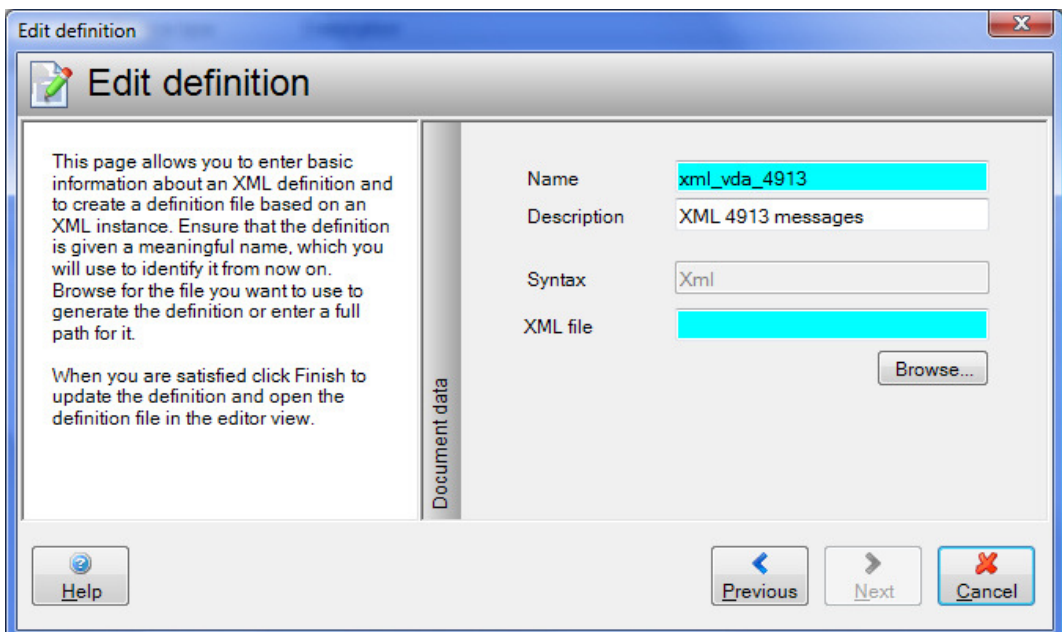 Edit definition
Edit definition
This page allows you to enter basic
information about an XML definition and
to create a definition file based on an
XML instance. Ensure that the definition
is given a meaningful name, which you
will use to identify it from now on.
Browse for the file you want to use to
generate the definition or enter a full
path for it.
When you are satisfied click Finish to
update the definition and open the
definition file in the editor view.
Document data
Name
xml_vda_4913
Description
XML 4913 messages
Syntax
Xml
XML file
Browse...
Help
Previous
Next
Cancel